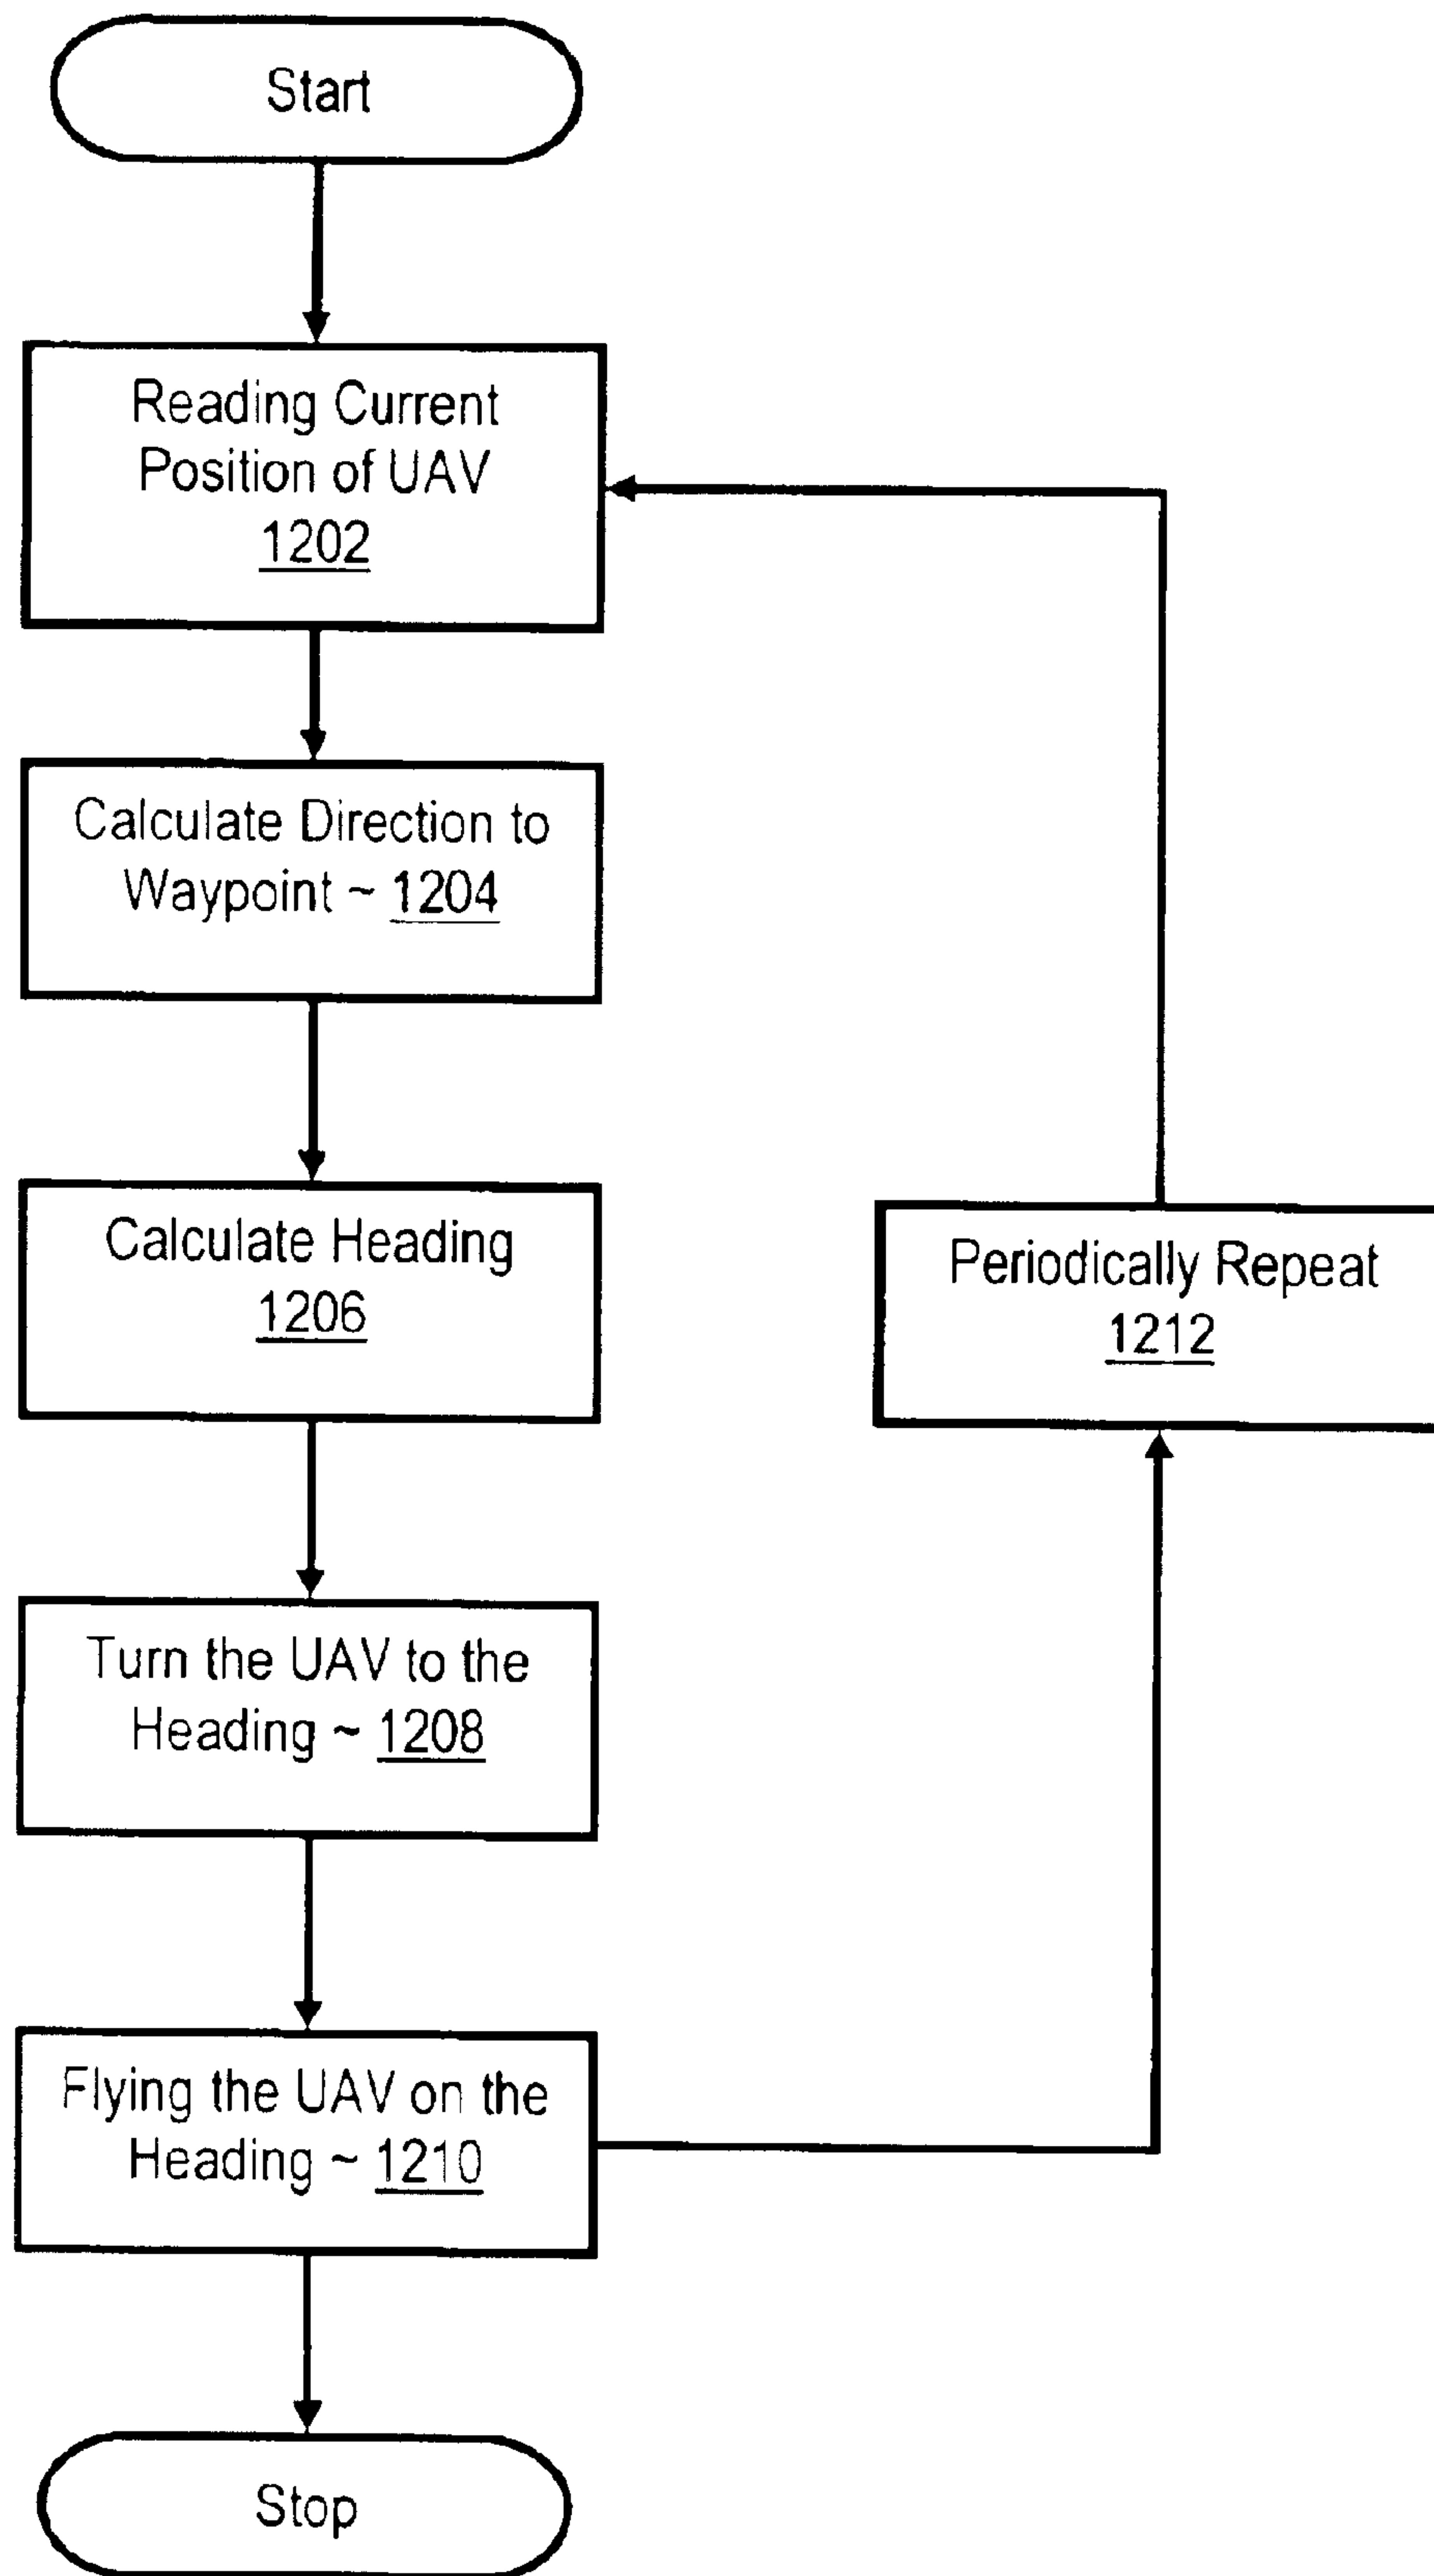 Start
Reading Current
Position of UAV
1202
Calculate Direction to
Waypoint ~ 1204
Calculate Heading
1206
Periodically Repeat
1212
Turn the UAV to the
Heading ~ 1208
Flying the UAV on the
Heading ~ 1210
Stop